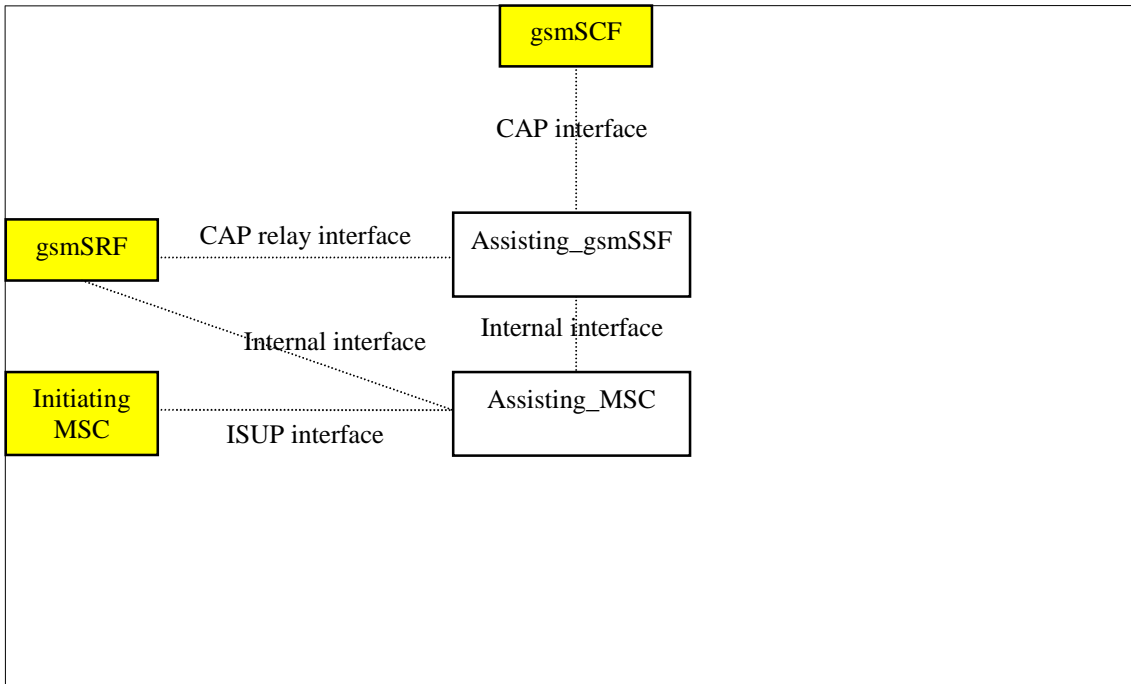 gsmSCF
CAP interface
gsmSRF
CAP relay interface
Assisting_gsmSSF
Internal interface
Internal interface
Initiating
MSC
ISUP interface
Assisting_MSC